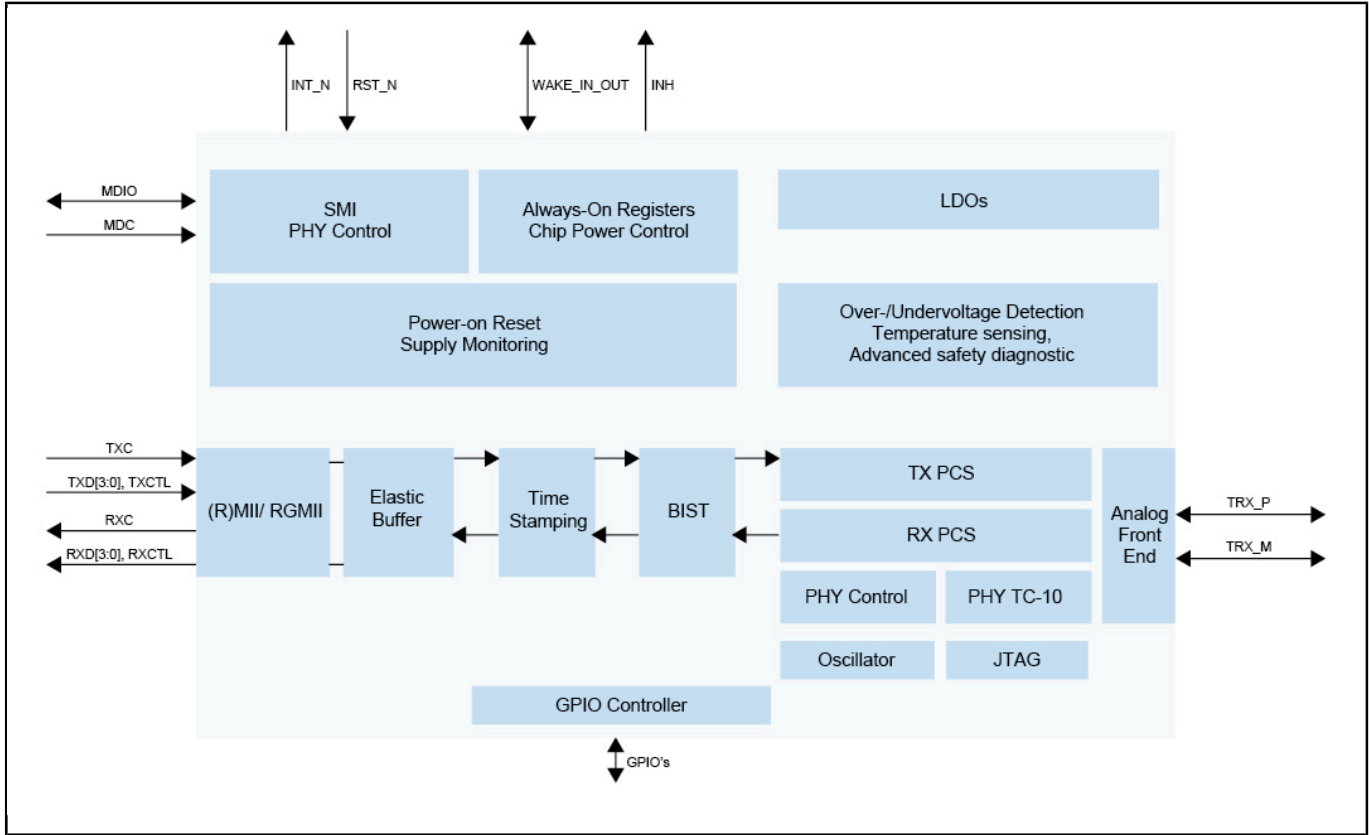 INT_N
RST_N
WAKE_IN_OUT
INH
MDIO
MDC
SMI
PHY Control
Always-On Registers
Chip Power Control
LDOs
Power-on Reset
Supply Monitoring
Over-/Undervoltage Detection
Temperature sensing,
Advanced safety diagnostic
TXC
TXD[3:0], TXCTL
RXC
RXD[3:0], RXCTL
(R)MII/ RGMII
Elastic
Buffer
Time
Stamping
BIST
TX PCS
RX PCS
PHY Control
PHY TC-10
Oscillator
JTAG
Analog
Front
End
TRX_P
TRX_M
GPIO Controller
GPIO's